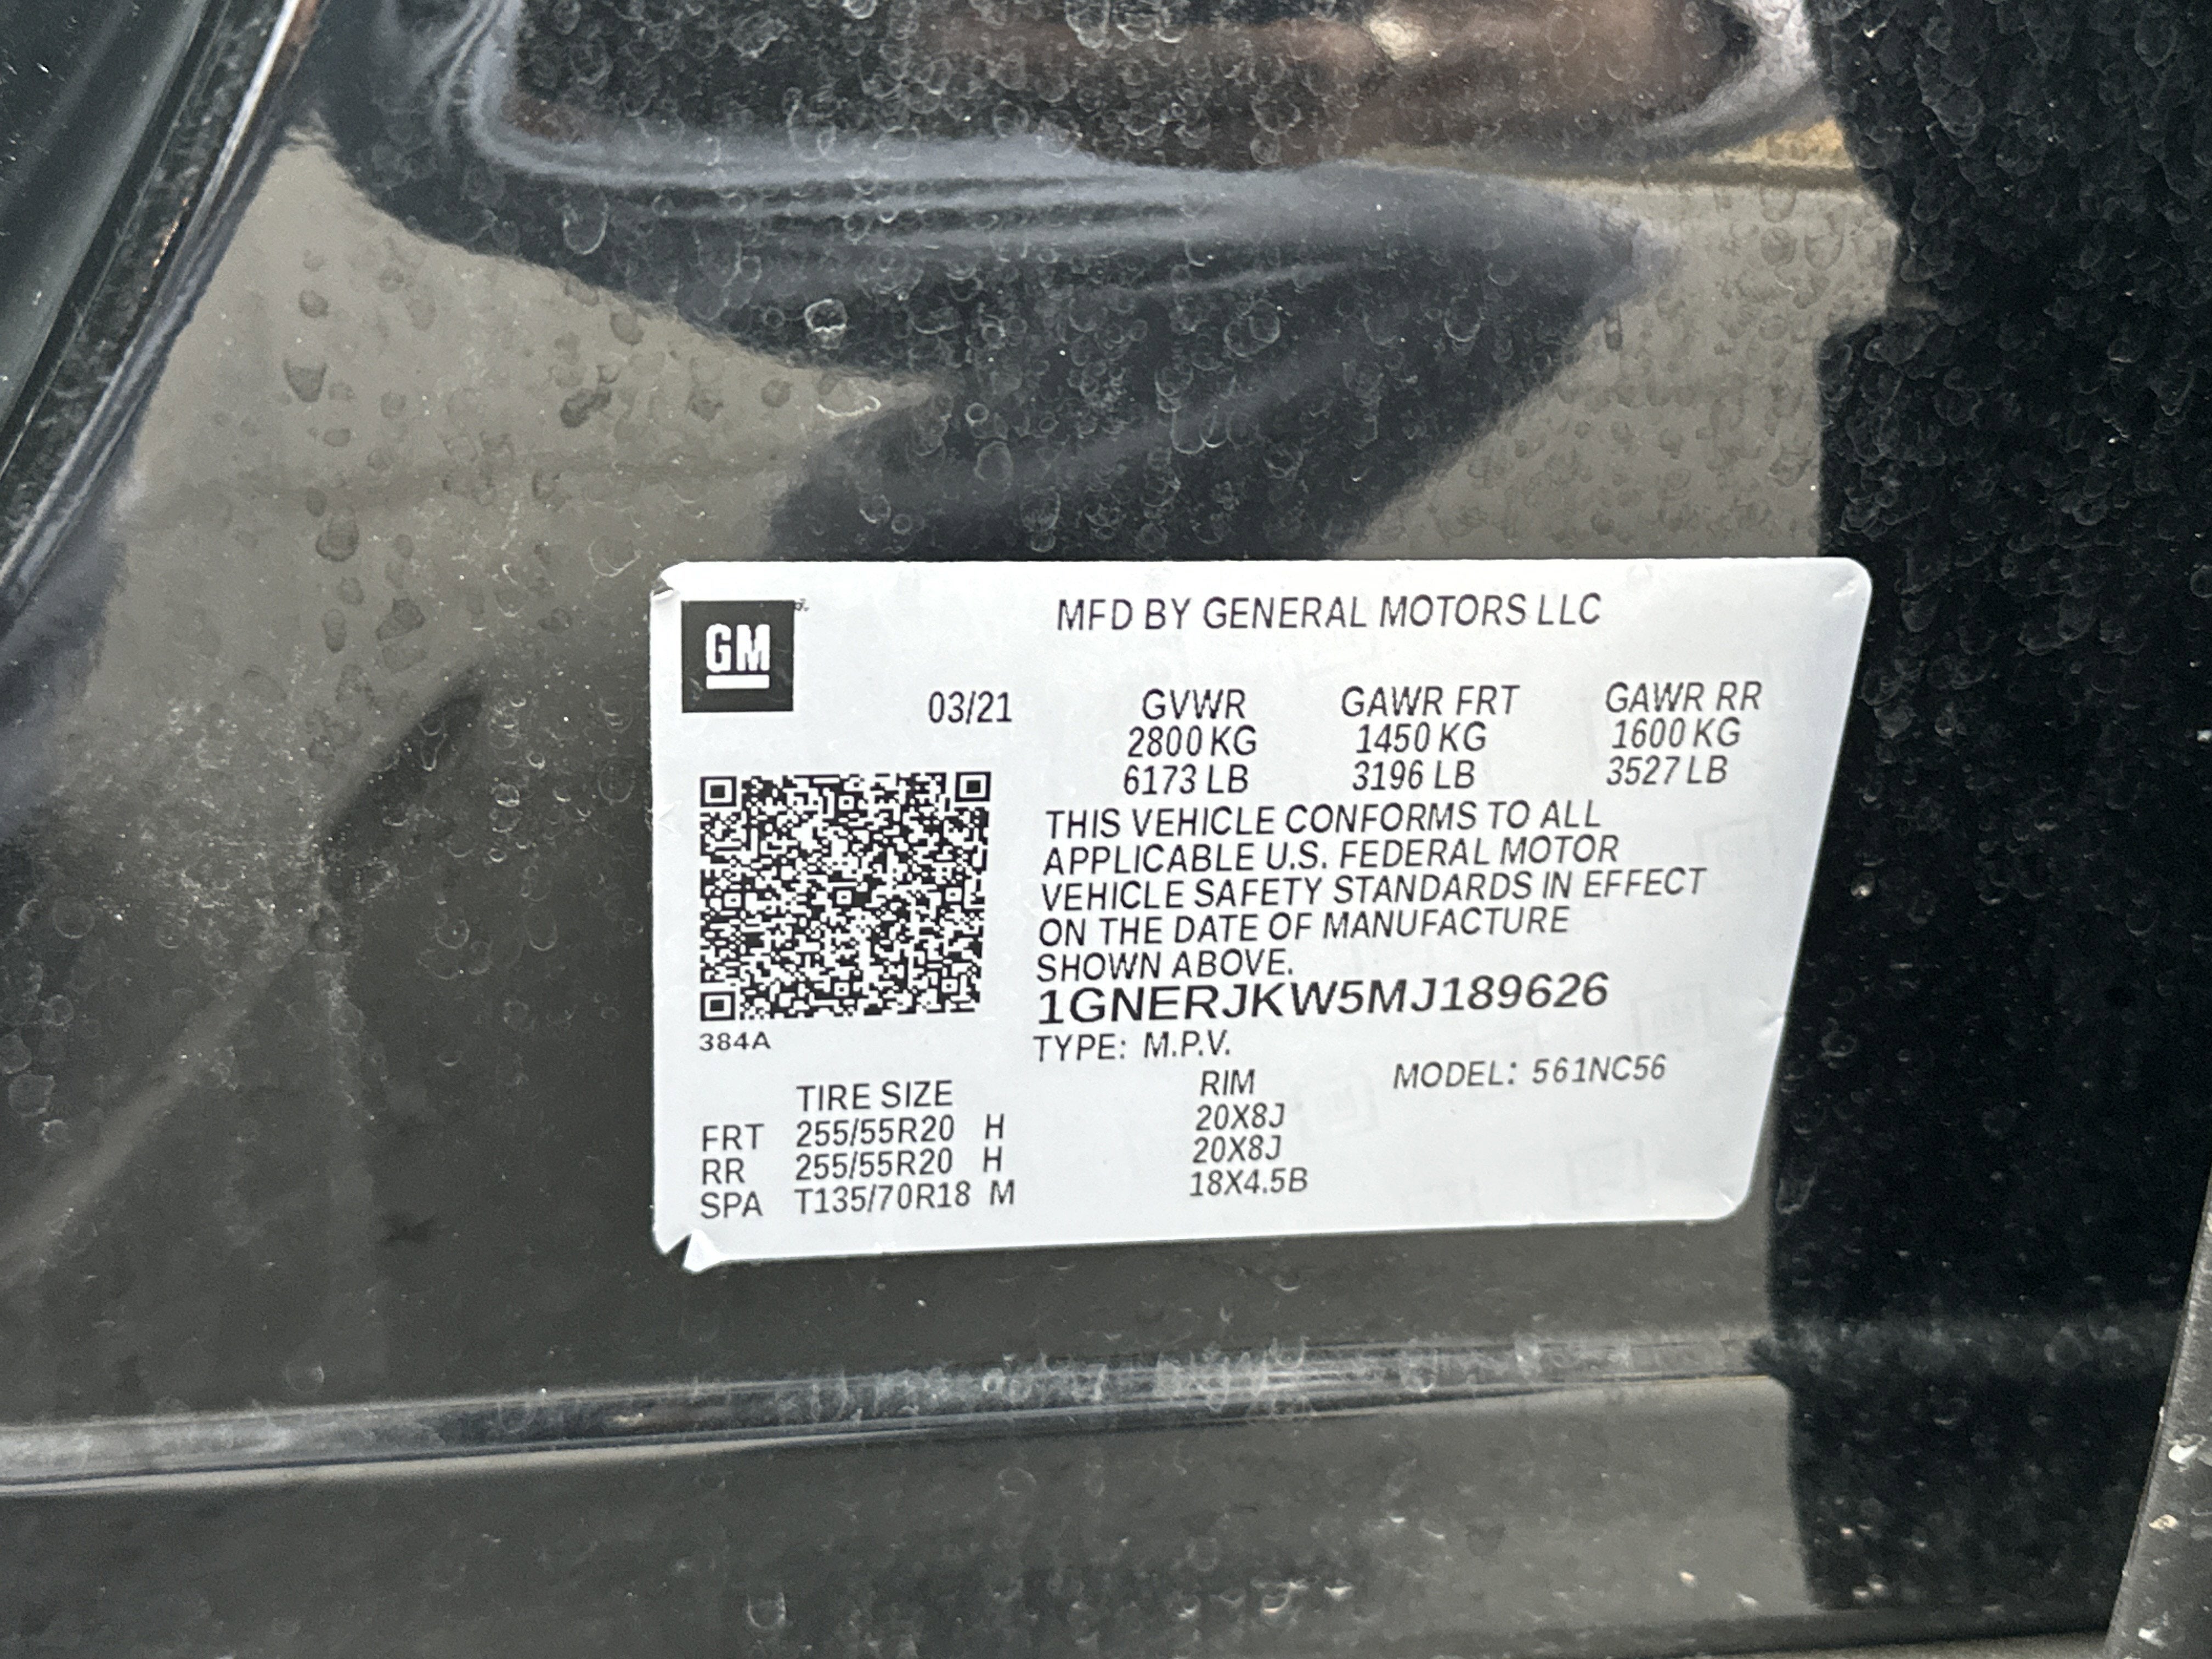 GM
MFD BY GENERAL MOTORS LLC
03/21 GVWR GAWR FRT GAWR RR
2800 KG 1450 KG 1600 KG
6173 LB 3196 LB 3527 LB
THIS VEHICLE CONFORMS TO ALL
APPLICABLE U.S. FEDERAL MOTOR
VEHICLE SAFETY STANDARDS IN EFFECT
ON THE DATE OF MANUFACTURE
SHOWN ABOVE.
1GNERJKW5MJ189626
384A
TYPE: M.P.V.
MODEL: 561NC56
TIRE SIZE RIM
FRT 255/55R20 H 20X8J
RR 255/55R20 H 20X8J
SPA T135/70R18 M 18X4.5B